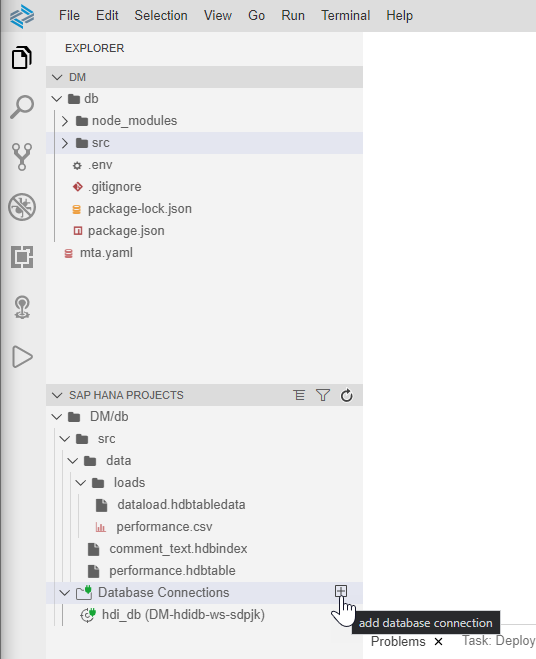 File Edit Selection View Go Run Terminal Help
EXPLORER
DM
db
node_modules
src
.env
.gitignore
package-lock.json
package.json
mta.yaml
SAP HANA PROJECTS
DM/db
src
data
loads
dataload.hdbtabledata
performance.csv
comment_text.hdbindex
performance.hdbtable
Database Connections
hdi_db (DM-hdidb-ws-sdpjk)
add database connection
Problems × Task: Deploy